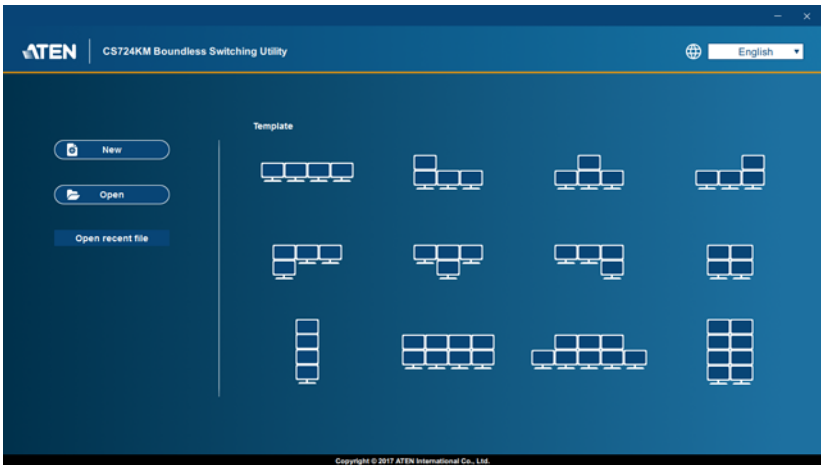 ATEN
CS724KM Boundless Switching Utility
English
Template
New
Open
Open recent file
Copyright © 2017 ATEN International Co., Ltd.